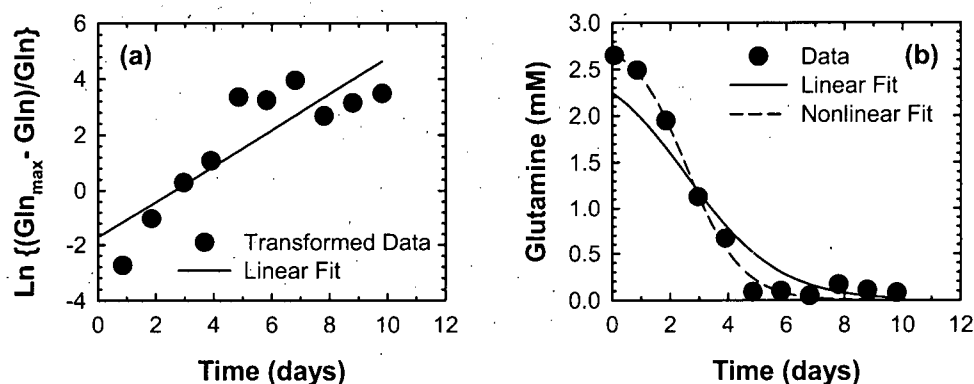 (a)
Ln {(Gln_max - Gln)/Gln}
6
4
2
0
-2
-4
Transformed Data
Linear Fit
0 2 4 6 8 10 12
Time (days)
(b)
Glutamine (mM)
3.0
2.5
2.0
1.5
1.0
0.5
0.0
Data
Linear Fit
Nonlinear Fit
0 2 4 6 8 10 12
Time (days)